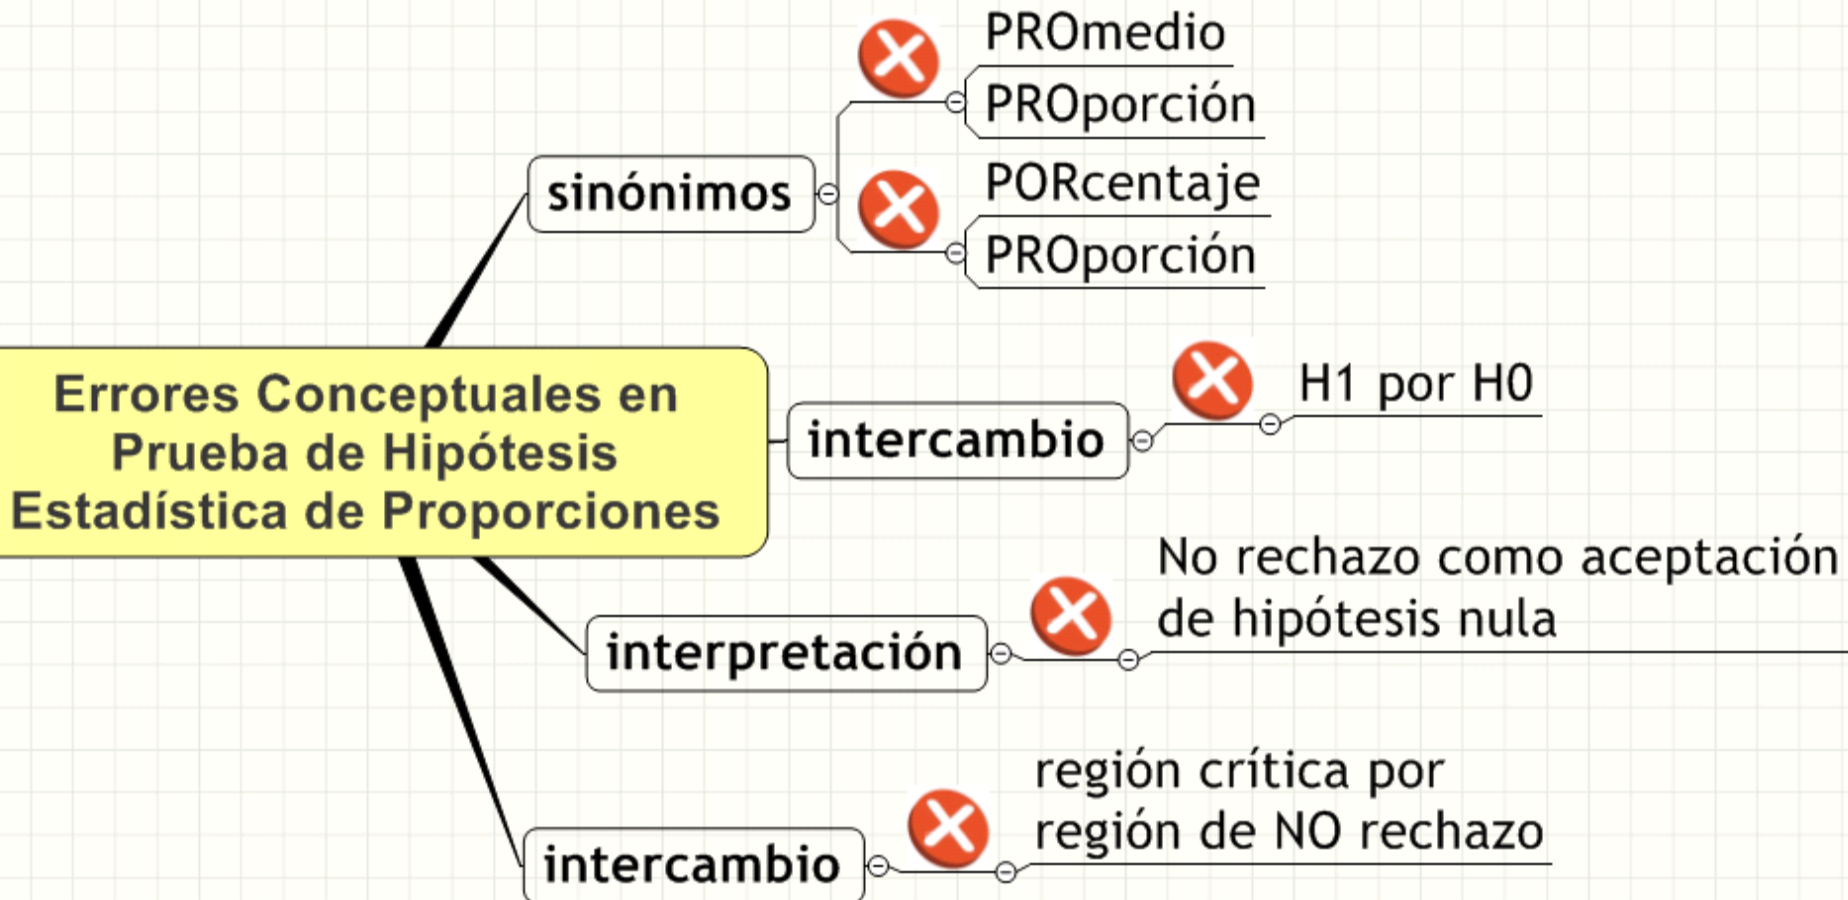 PROmedio
PROporción
sinónimos
PORcentaje
PROporción
Errores Conceptuales en
Prueba de Hipótesis
Estadística de Proporciones
intercambio
H1 por H0
interpretación
No rechazo como aceptación
de hipótesis nula
intercambio
región crítica por
región de NO rechazo